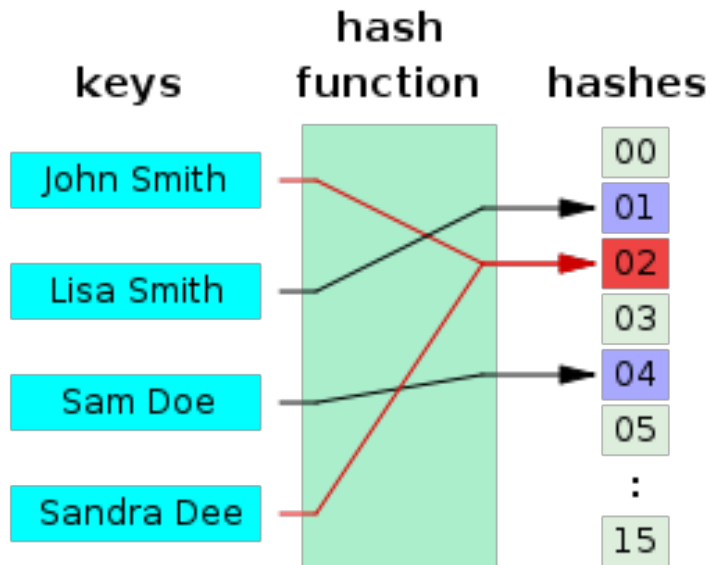 hash
keys function hashes
John Smith
Lisa Smith
Sam Doe
Sandra Dee
00
01
02
03
04
05
:
15